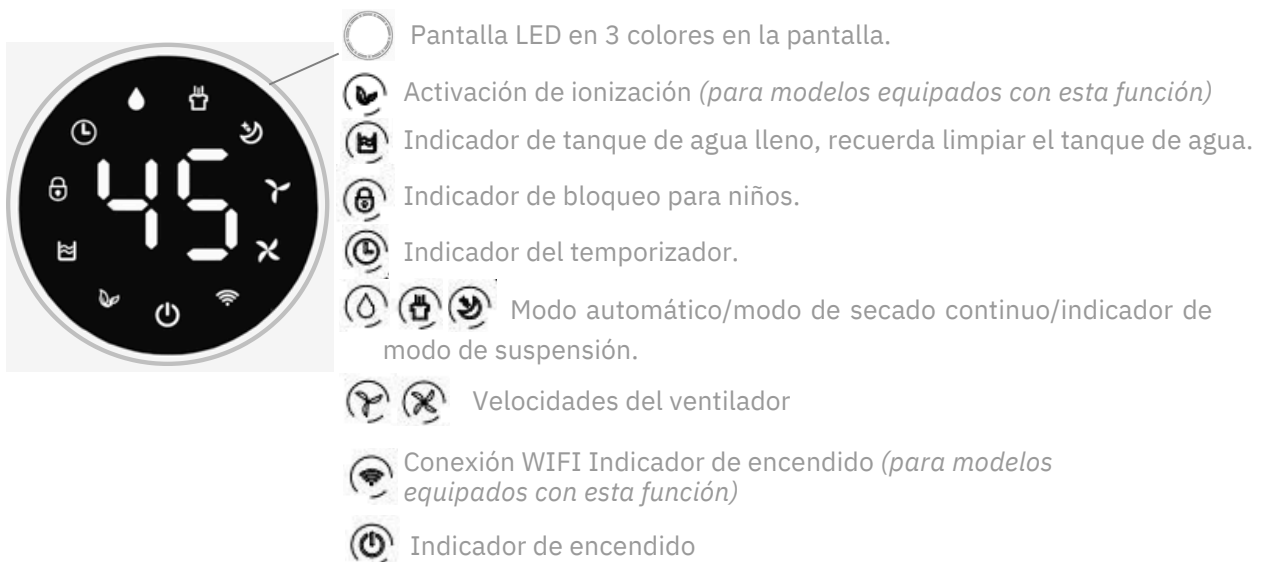 Pantalla LED en 3 colores en la pantalla.
Activación de ionización (para modelos equipados con esta función)
Indicador de tanque de agua lleno, recuerda limpiar el tanque de agua.
45
Indicador de bloqueo para niños.
Indicador del temporizador.
Modo automático/modo de secado continuo/indicador de
modo de suspensión.
Velocidades del ventilador
Conexión WIFI Indicador de encendido (para modelos
equipados con esta función)
Indicador de encendido